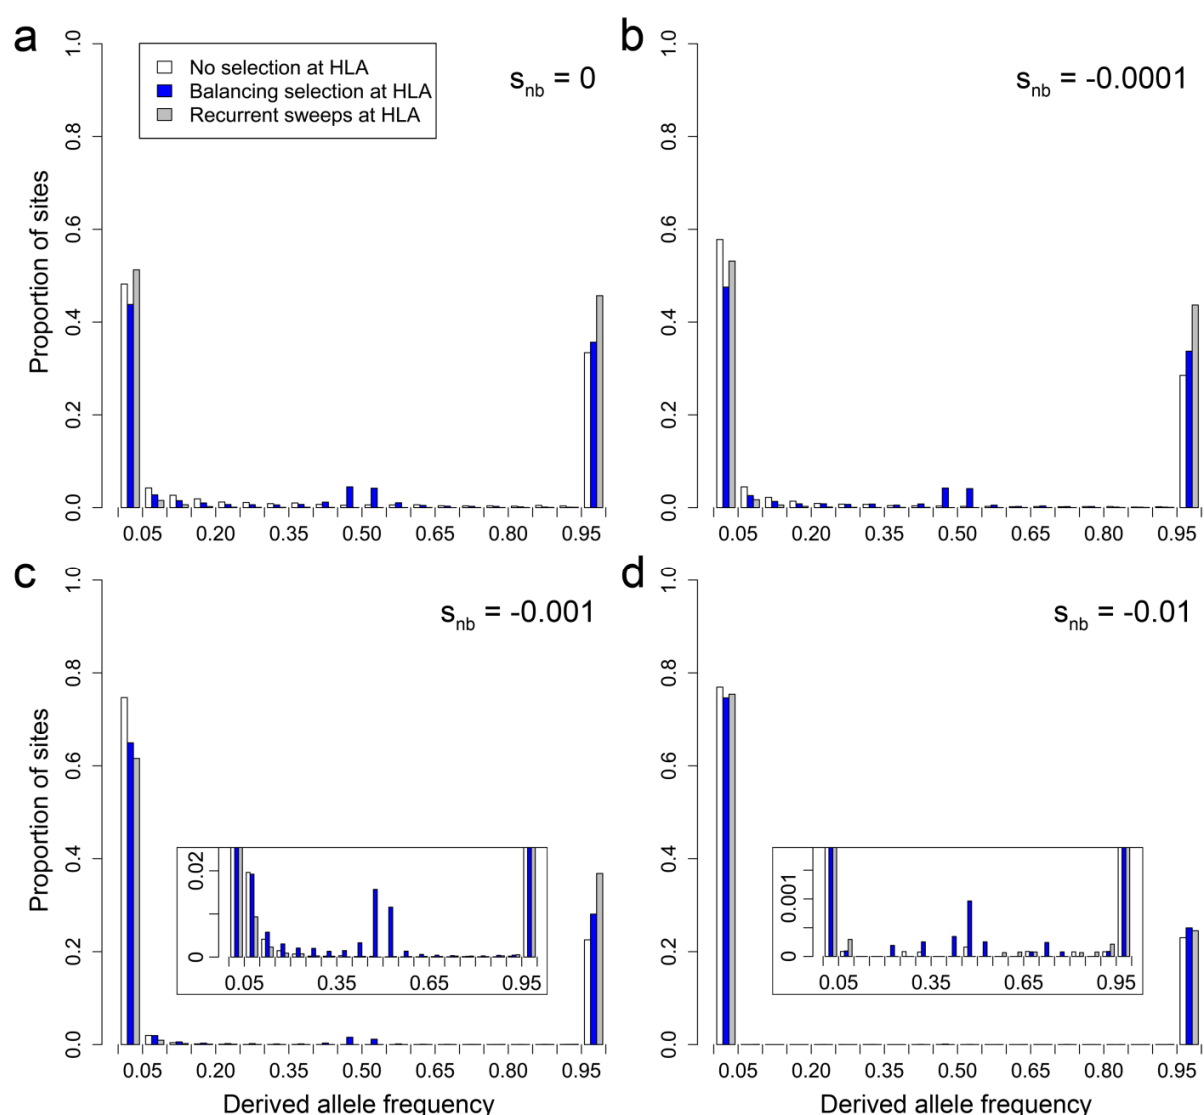 a
No selection at HLA
Balancing selection at HLA
Recurrent sweeps at HLA
s_nb = 0
Proportion of sites
0.0 0.2 0.4 0.6 0.8 1.0
0.05 0.20 0.35 0.50 0.65 0.80 0.95
b
s_nb = -0.0001
0.0 0.2 0.4 0.6 0.8 1.0
0.05 0.20 0.35 0.50 0.65 0.80 0.95
c
s_nb = -0.001
Proportion of sites
0.0 0.2 0.4 0.6 0.8 1.0
0 0.02
0.05 0.35 0.65 0.95
0.05 0.20 0.35 0.50 0.65 0.80 0.95
Derived allele frequency
d
s_nb = -0.01
0.0 0.2 0.4 0.6 0.8 1.0
0 0.001
0.05 0.35 0.65 0.95
0.05 0.20 0.35 0.50 0.65 0.80 0.95
Derived allele frequency